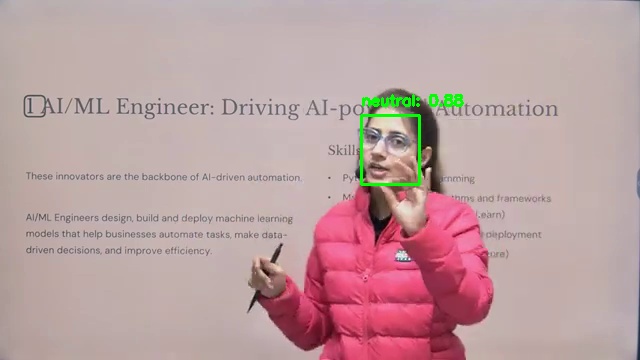 neutral: 0.88
1 AI/ML Engineer: Driving AI-po Automation
Skills
These innovators are the backbone of AI-driven automation.
AI/ML Engineers design, build and deploy machine learning
models that help businesses automate tasks, make data-
driven decisions, and improve efficiency.
• Py mming
• M thms and frameworks
Learn)
deployment
ure)